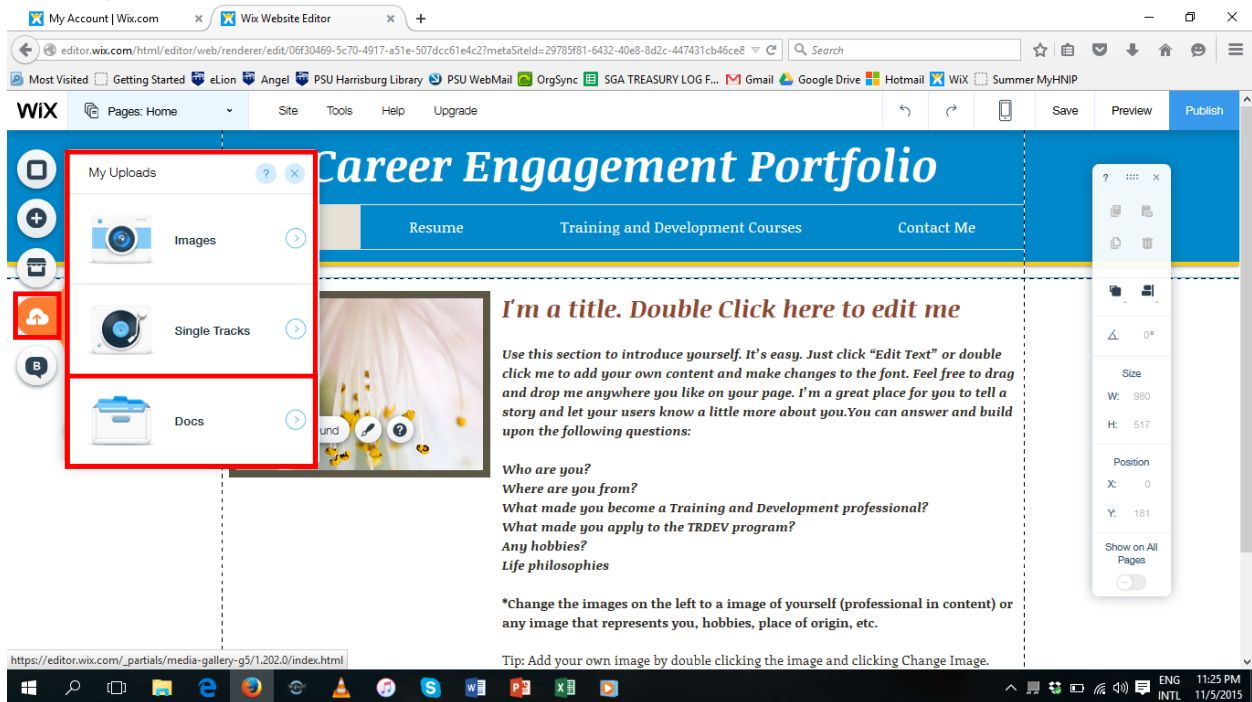 My Account | Wix.com
Wix Website Editor
editor.wix.com/html/editor/web/renderer/edit/06f30469-5c70-4917-a51e-507dcc61e4c2?metaSiteId=29785f81-6432-40e8-8d2c-447431cb46ce8
Search
Most Visited Getting Started eLion Angel PSU Harrisburg Library PSU WebMail OrgSync SGA TREASURY LOG F... Gmail Google Drive Hotmail WiX Summer MyHNIP
WiX Pages: Home Site Tools Help Upgrade Save Preview Publish
Career Engagement Portfolio
Resume Training and Development Courses Contact Me
My Uploads ? ×
Images
Single Tracks
Docs
und
I'm a title. Double Click here to edit me
Use this section to introduce yourself. It's easy. Just click “Edit Text” or double
click me to add your own content and make changes to the font. Feel free to drag
and drop me anywhere you like on your page. I'm a great place for you to tell a
story and let your users know a little more about you.You can answer and build
upon the following questions:
Who are you?
Where are you from?
What made you become a Training and Development professional?
What made you apply to the TRDEV program?
Any hobbies?
Life philosophies
*Change the images on the left to a image of yourself (professional in content) or
any image that represents you, hobbies, place of origin, etc.
Tip: Add your own image by double clicking the image and clicking Change Image.
? ×
0°
Size
W: 980
H: 517
Position
X: 0
Y: 181
Show on All
Pages
https://editor.wix.com/_partials/media-gallery-g5/1.202.0/index.html
ENG
INTL
11:25 PM
11/5/2015